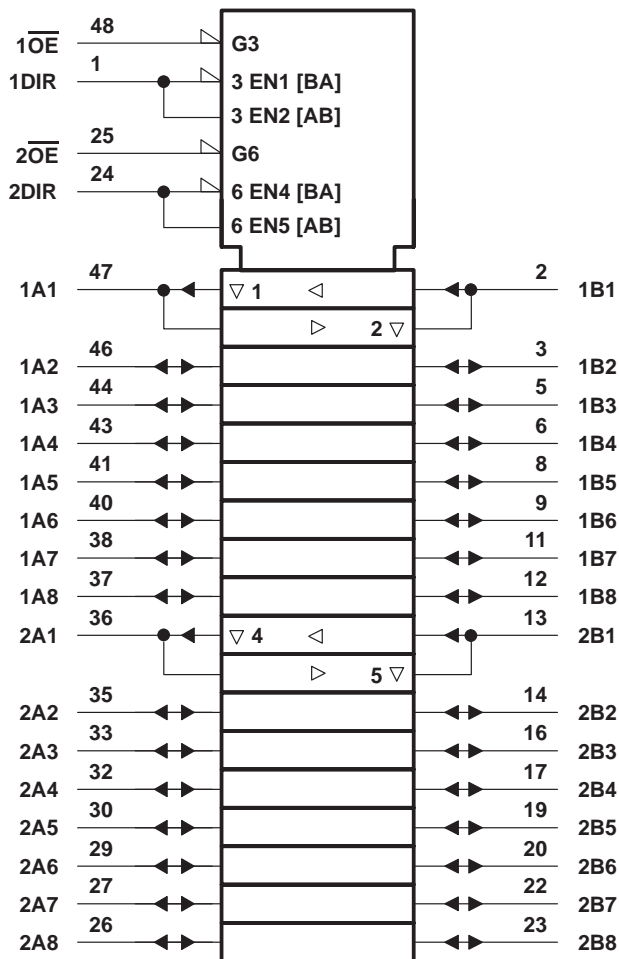 48
1OE G3
1
1DIR 3 EN1 [BA]
3 EN2 [AB]
25
2OE G6
24
2DIR 6 EN4 [BA]
6 EN5 [AB]
47 2
1A1 1 1B1
2
46 3
1A2 1B2
44 5
1A3 1B3
43 6
1A4 1B4
41 8
1A5 1B5
40 9
1A6 1B6
38 11
1A7 1B7
37 12
1A8 1B8
36 13
2A1 4 2B1
5
35 14
2A2 2B2
33 16
2A3 2B3
32 17
2A4 2B4
30 19
2A5 2B5
29 20
2A6 2B6
27 22
2A7 2B7
26 23
2A8 2B8